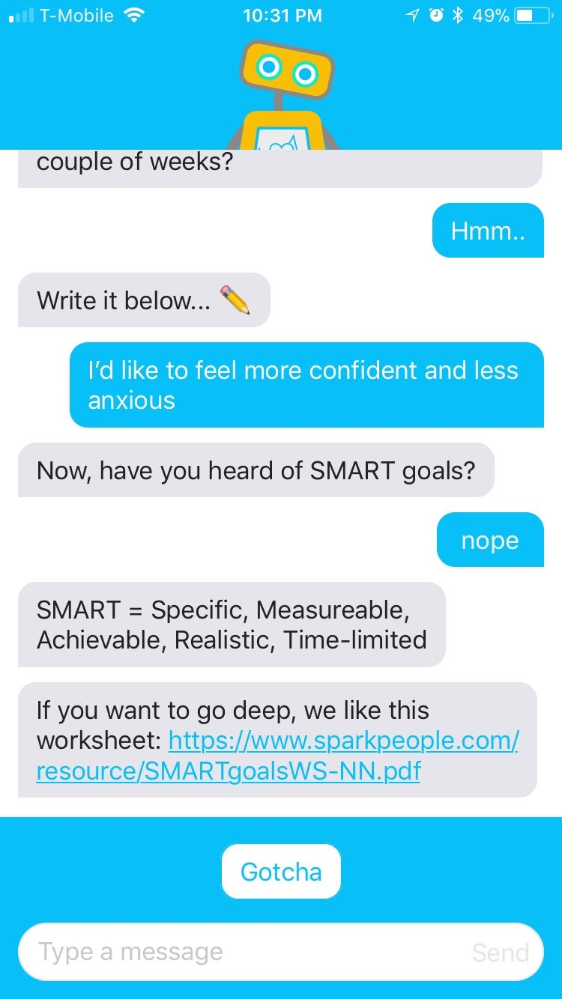 T-Mobile 10:31 PM 49%
couple of weeks?
Hmm..
Write it below... ✏️
I’d like to feel more confident and less
anxious
Now, have you heard of SMART goals?
nope
SMART = Specific, Measureable,
Achievable, Realistic, Time-limited
If you want to go deep, we like this
worksheet: https://www.sparkpeople.com/
resource/SMARTgoalsWS-NN.pdf
Gotcha
Type a message Send